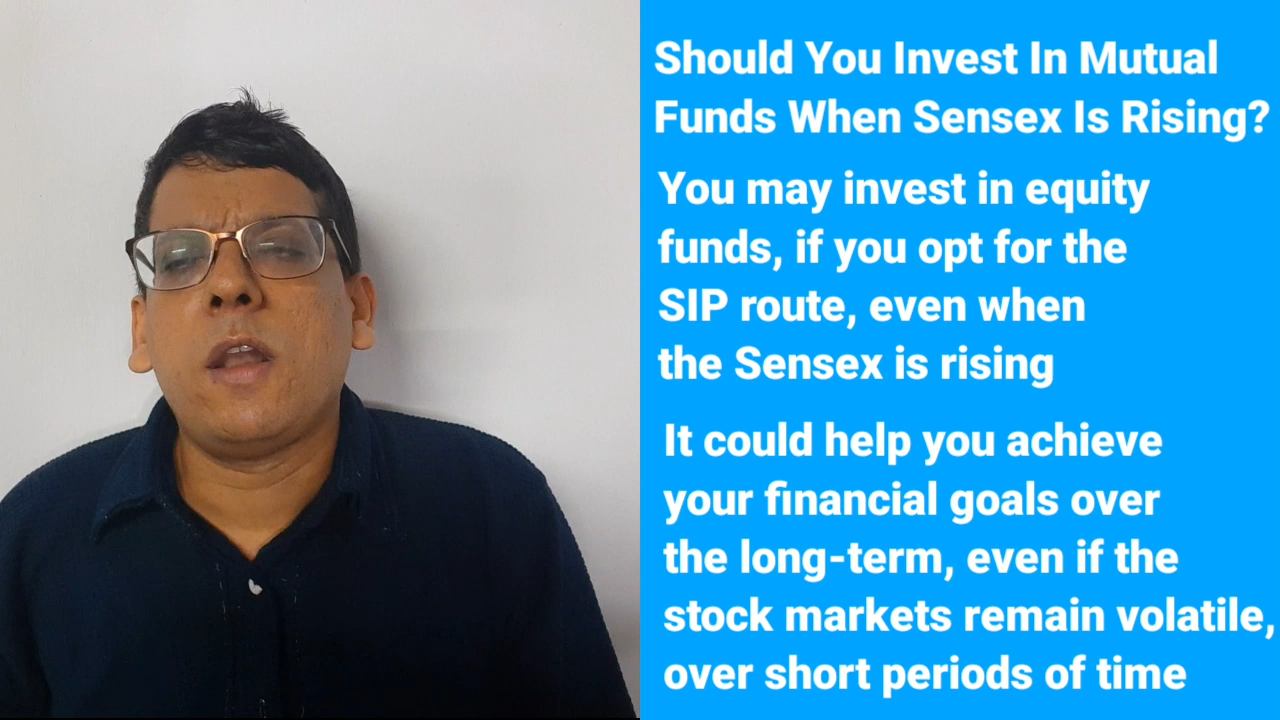 Should You Invest In Mutual
Funds When Sensex Is Rising?
You may invest in equity
funds, if you opt for the
SIP route, even when
the Sensex is rising
It could help you achieve
your financial goals over
the long-term, even if the
stock markets remain volatile,
over short periods of time